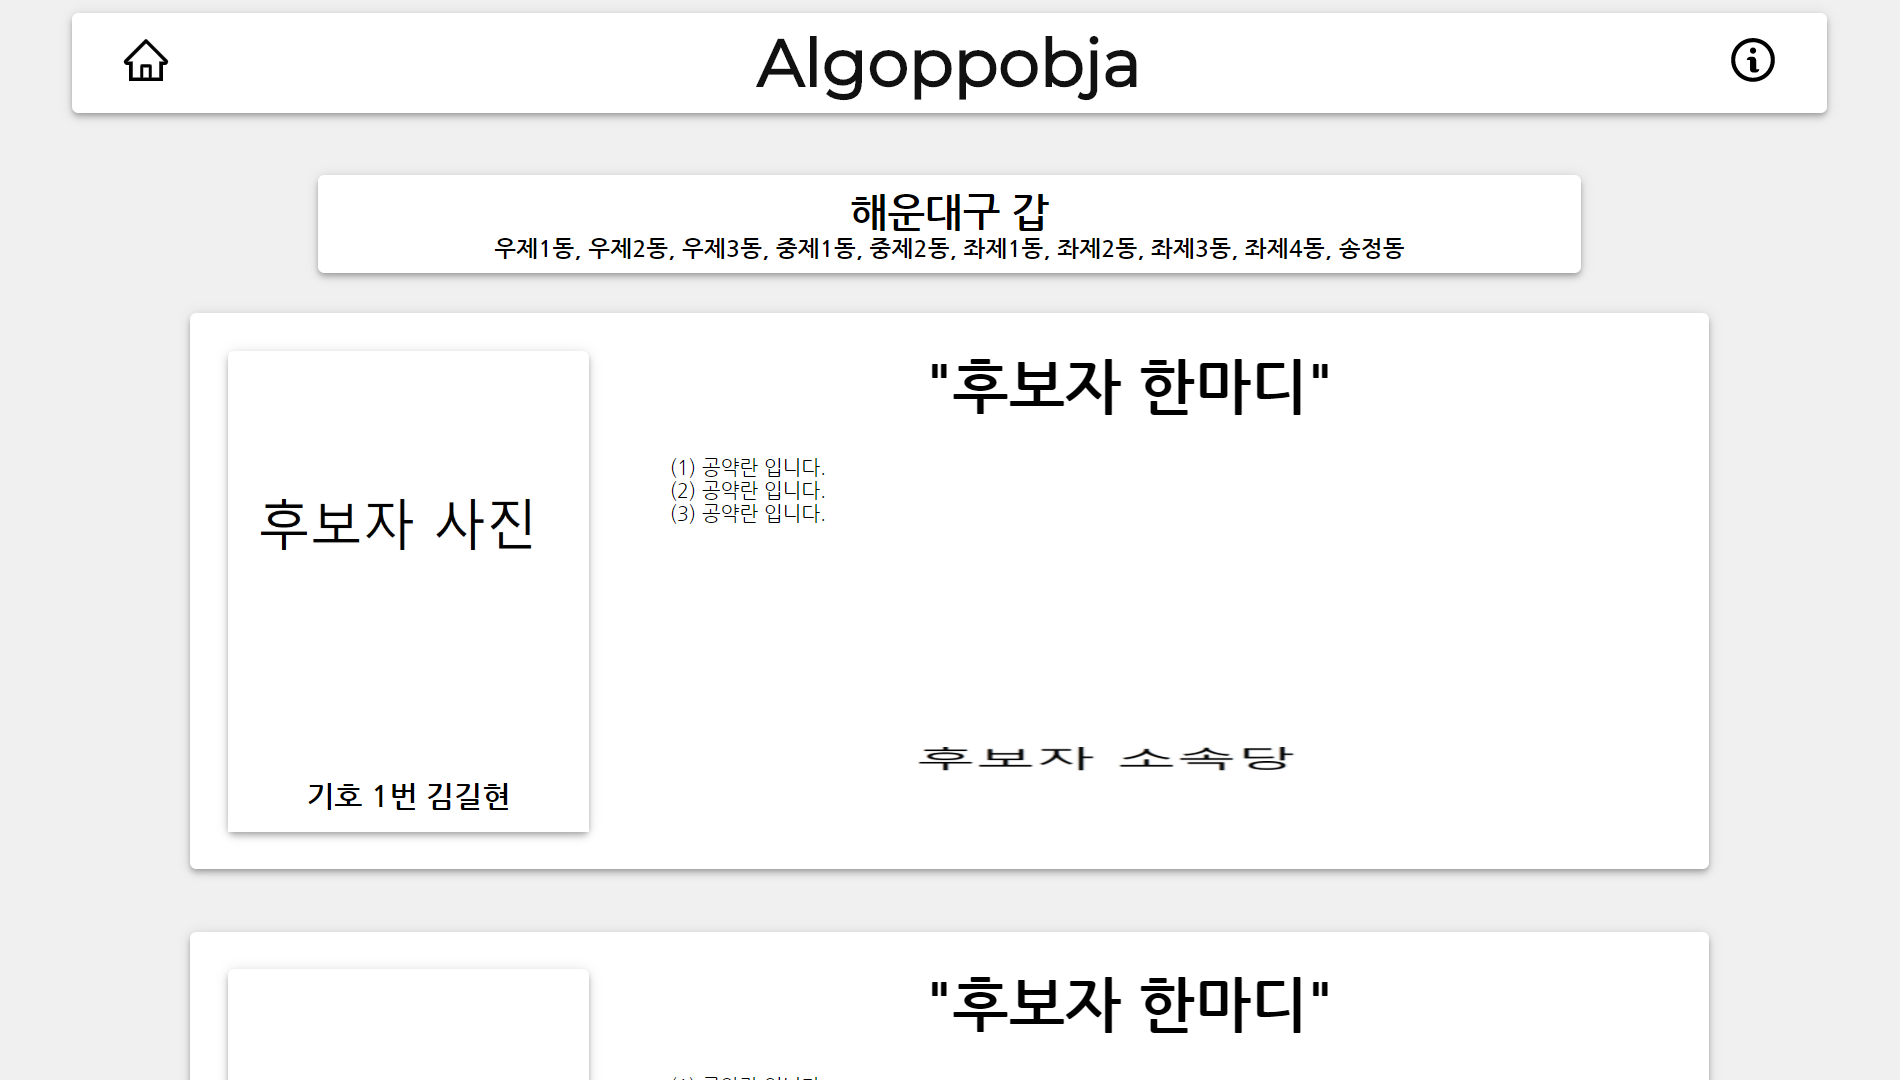 Algoppobja
해운대구 갑
우제1동, 우제2동, 우제3동, 중제1동, 중제2동, 좌제1동, 좌제2동, 좌제3동, 좌제4동, 송정동
"후보자 한마디"
(1) 공약란 입니다.
(2) 공약란 입니다.
(3) 공약란 입니다.
후보자 사진
후보자 소속당
기호 1번 김길현
"후보자 한마디"